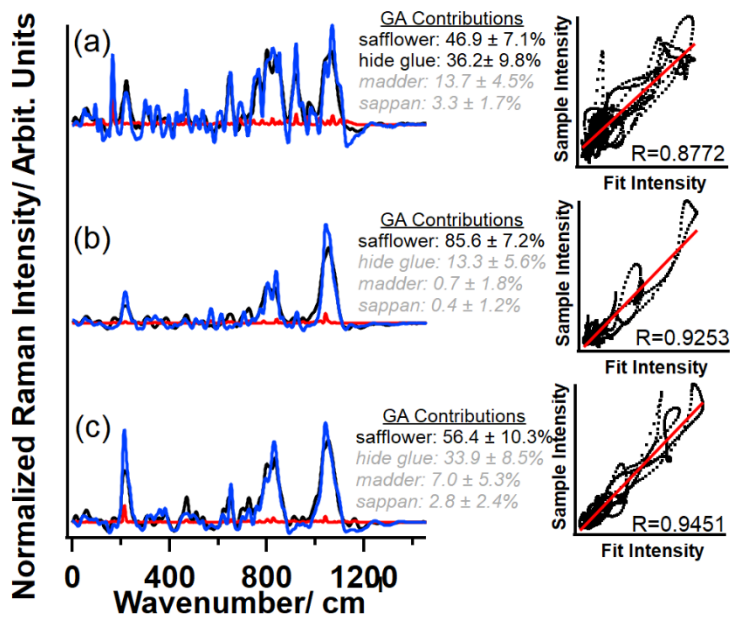 Normalized Raman Intensity/ Arbit. Units
(a)
GA Contributions
safflower: 46.9 ± 7.1%
hide glue: 36.2± 9.8%
madder: 13.7 ± 4.5%
sappan: 3.3 ± 1.7%
Sample Intensity
R=0.8772
Fit Intensity
(b)
GA Contributions
safflower: 85.6 ± 7.2%
hide glue: 13.3 ± 5.6%
madder: 0.7 ± 1.8%
sappan: 0.4 ± 1.2%
Sample Intensity
R=0.9253
Fit Intensity
(c)
GA Contributions
safflower: 56.4 ± 10.3%
hide glue: 33.9 ± 8.5%
madder: 7.0 ± 5.3%
sappan: 2.8 ± 2.4%
Sample Intensity
R=0.9451
Fit Intensity
0 400 800 1200
Wavenumber/ cm